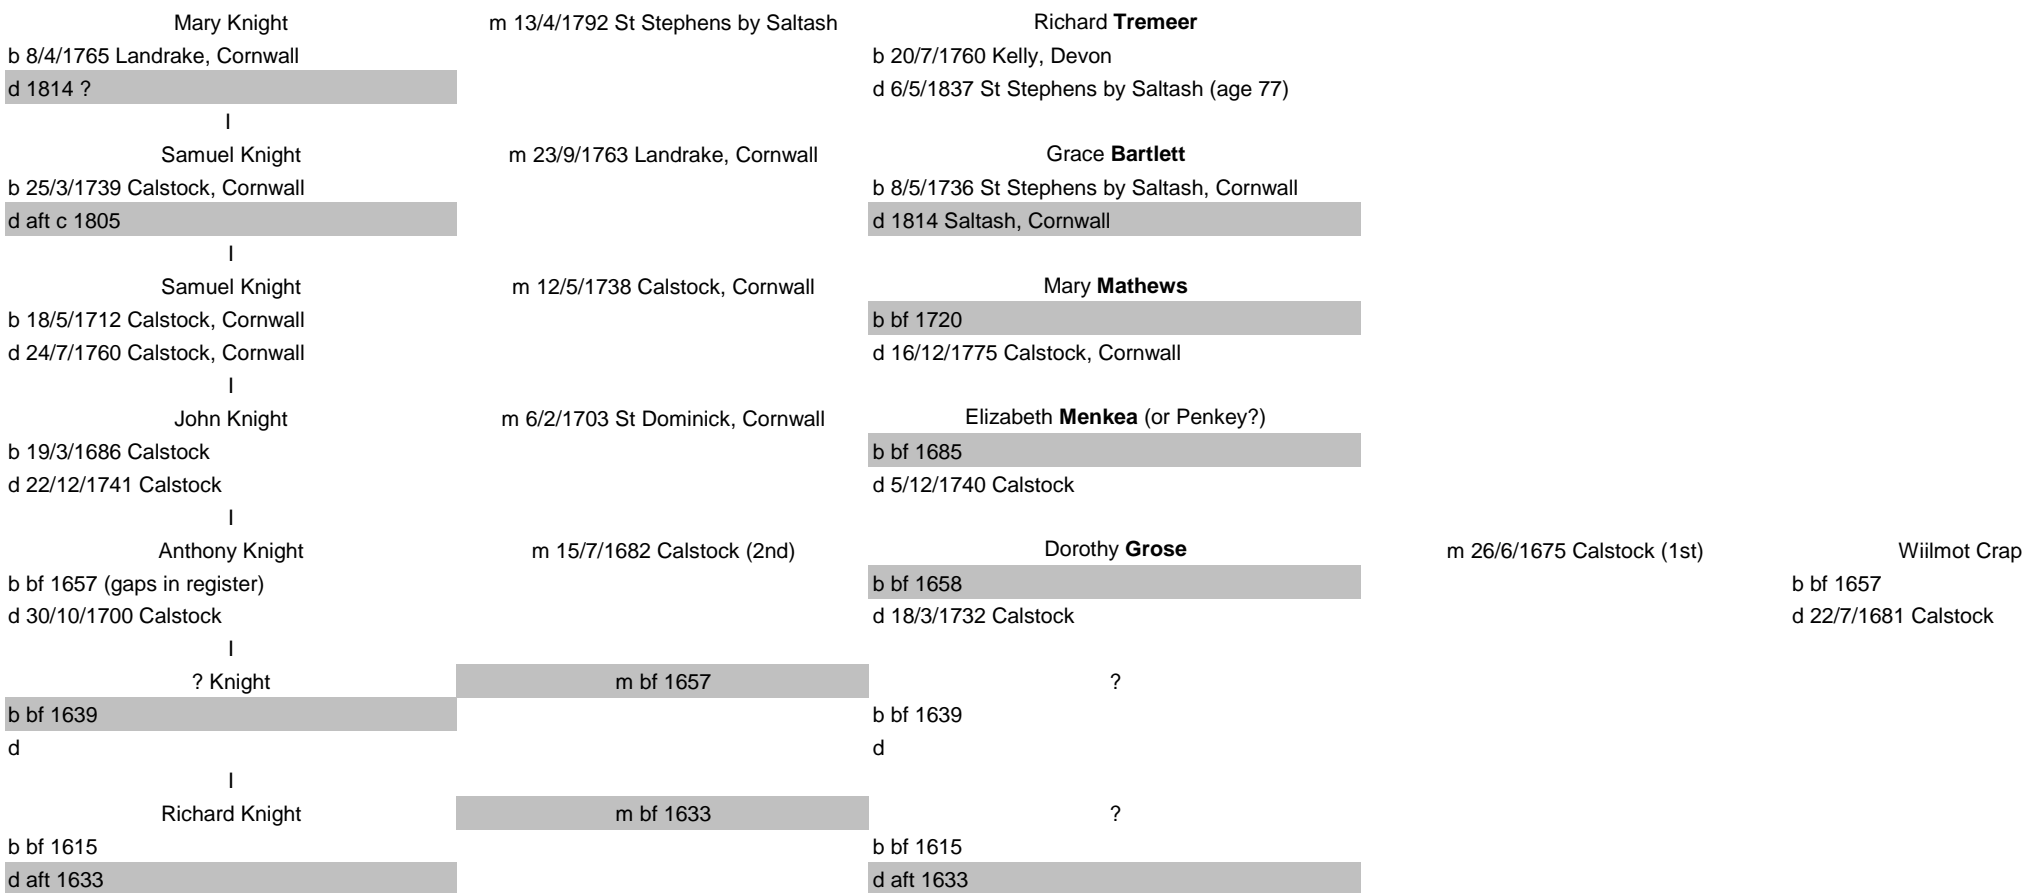 Mary Knight m 13/4/1792 St Stephens by Saltash Richard Tremeer
b 8/4/1765 Landrake, Cornwall b 20/7/1760 Kelly, Devon
d 1814 ? d 6/5/1837 St Stephens by Saltash (age 77)
I
Samuel Knight m 23/9/1763 Landrake, Cornwall Grace Bartlett
b 25/3/1739 Calstock, Cornwall b 8/5/1736 St Stephens by Saltash, Cornwall
d aft c 1805 d 1814 Saltash, Cornwall
I
Samuel Knight m 12/5/1738 Calstock, Cornwall Mary Mathews
b 18/5/1712 Calstock, Cornwall b bf 1720
d 24/7/1760 Calstock, Cornwall d 16/12/1775 Calstock, Cornwall
I
John Knight m 6/2/1703 St Dominick, Cornwall Elizabeth Menkea (or Penkey?)
b 19/3/1686 Calstock b bf 1685
d 22/12/1741 Calstock d 5/12/1740 Calstock
I
Anthony Knight m 15/7/1682 Calstock (2nd) Dorothy Grose m 26/6/1675 Calstock (1st) Wiilmot Crap
b bf 1657 (gaps in register) b bf 1658 b bf 1657
d 30/10/1700 Calstock d 18/3/1732 Calstock d 22/7/1681 Calstock
I
? Knight m bf 1657 ?
b bf 1639 b bf 1639
d d
I
Richard Knight m bf 1633 ?
b bf 1615 b bf 1615
d aft 1633 d aft 1633